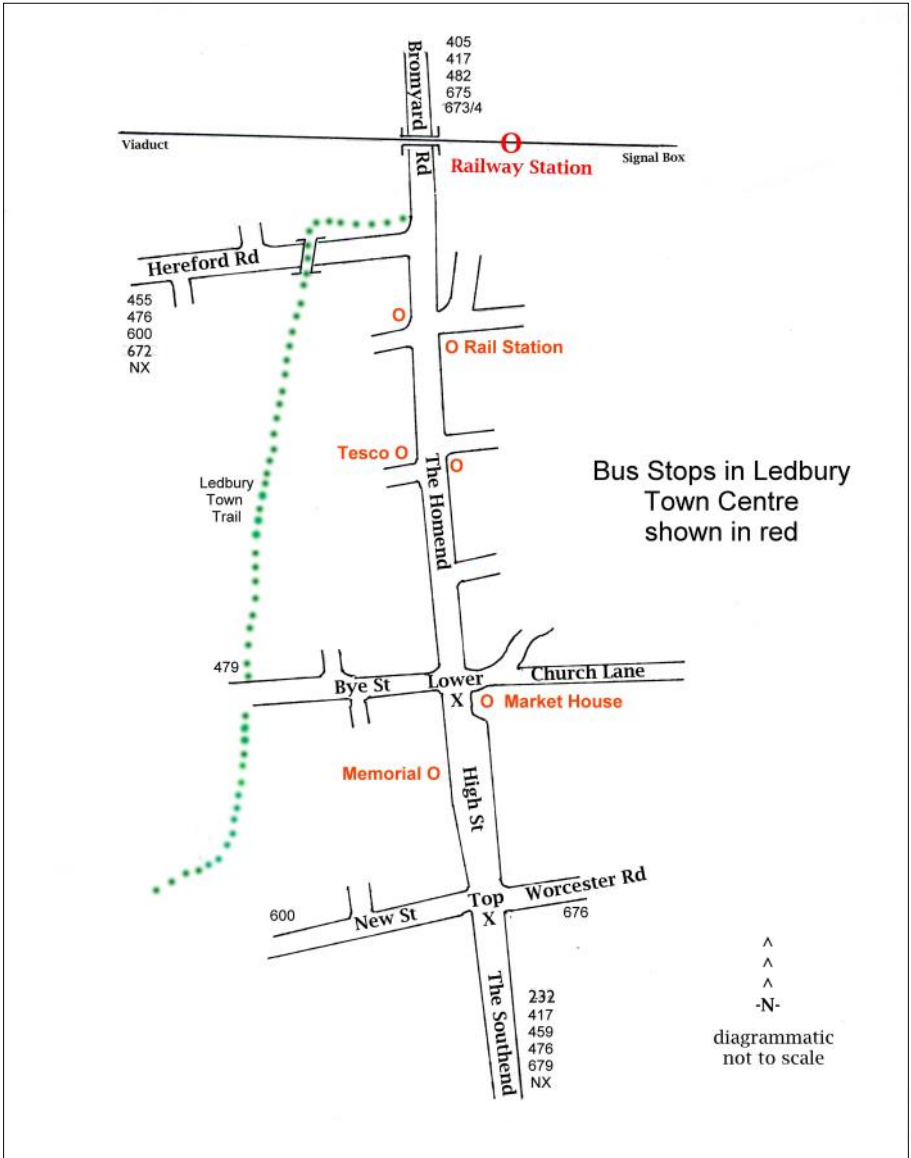 Bromyard
Rd
405
417
482
675
673/4
Viaduct
O
Railway Station
Signal Box
Hereford Rd
455
476
600
672
NX
O
O Rail Station
Tesco O
O
The Homend
Bus Stops in Ledbury
Town Centre
shown in red
Ledbury
Town
Trail
479
Bye St
Lower
X
Church Lane
O Market House
Memorial O
High St
600
New St
Top
X
Worcester Rd
676
The Southend
232
417
459
476
679
NX
^
^
^
-N-
diagrammatic
not to scale